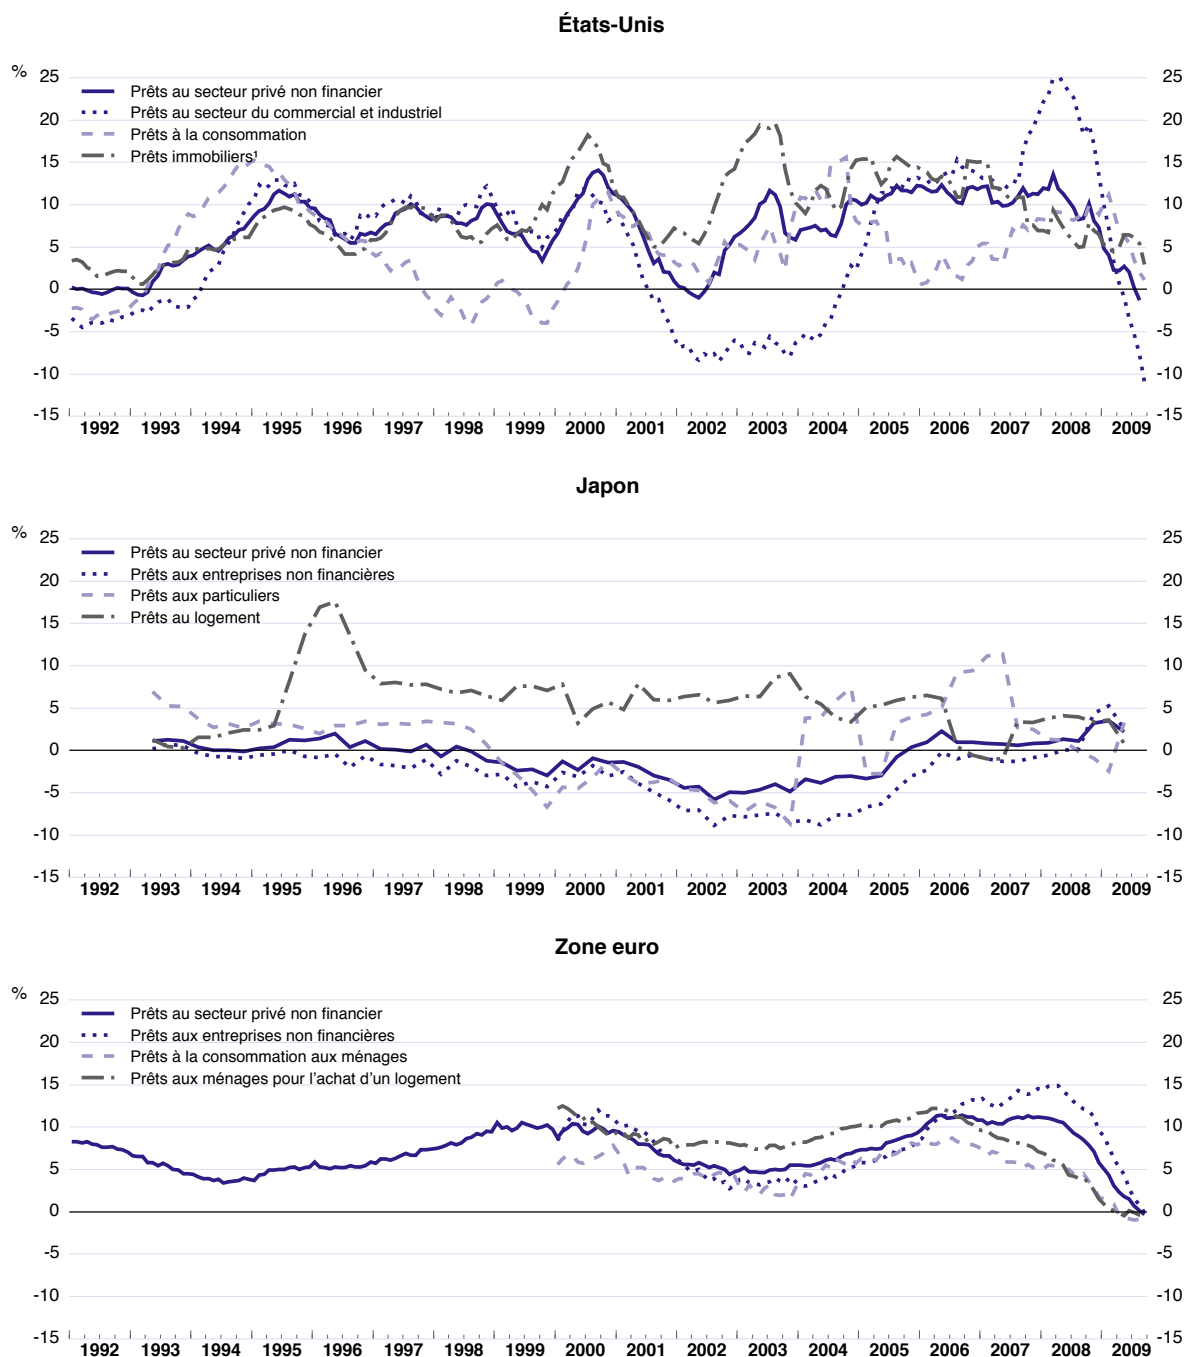 États-Unis
% 25 25
Prêts au secteur privé non financier
Prêts au secteur du commercial et industriel
20 20
Prêts à la consommation
15 15
Prêts immobiliers¹
10 10
5 5
0 0
-5 -5
-10 -10
-15 -15
1992 1993 1994 1995 1996 1997 1998 1999 2000 2001 2002 2003 2004 2005 2006 2007 2008 2009
Japon
% 25 25
Prêts au secteur privé non financier
Prêts aux entreprises non financières
20 20
Prêts aux particuliers
15 15
Prêts au logement
10 10
5 5
0 0
-5 -5
-10 -10
-15 -15
1992 1993 1994 1995 1996 1997 1998 1999 2000 2001 2002 2003 2004 2005 2006 2007 2008 2009
Zone euro
% 25 25
Prêts au secteur privé non financier
Prêts aux entreprises non financières
20 20
Prêts à la consommation aux ménages
15 15
Prêts aux ménages pour l'achat d'un logement
10 10
5 5
0 0
-5 -5
-10 -10
-15 -15
1992 1993 1994 1995 1996 1997 1998 1999 2000 2001 2002 2003 2004 2005 2006 2007 2008 2009